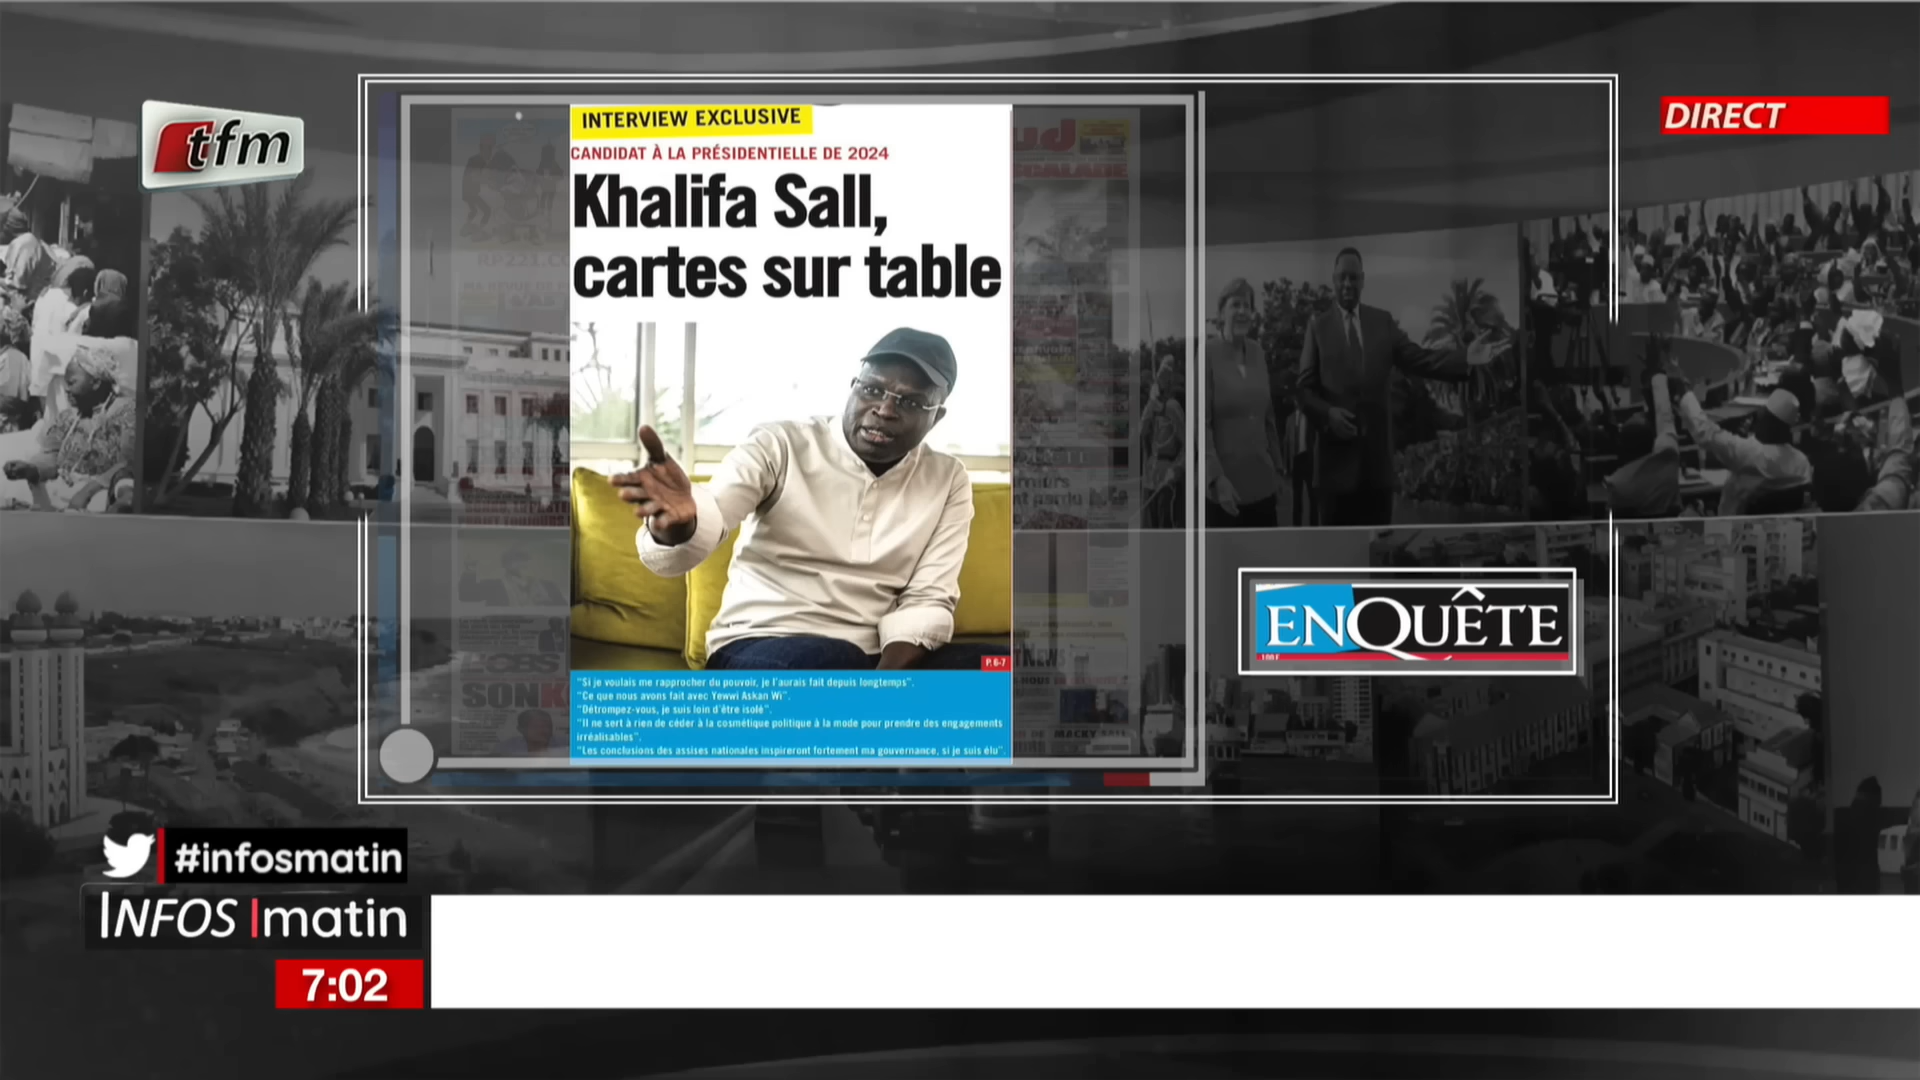 tfm
DIRECT
INTERVIEW EXCLUSIVE
CANDIDAT À LA PRÉSIDENTIELLE DE 2024
Khalifa Sall,
cartes sur table
P. 6-7
"Si je voulais me rapprocher du pouvoir, je l'aurais fait depuis longtemps".
"Ce que nous avons fait avec Yewwi Askan Wi".
"Détrompez-vous, je suis loin d'être isolé".
"Il ne sert à rien de céder à la cosmétique politique à la mode pour prendre des engagements
irréalisables".
"Les conclusions des assises nationales inspireront fortement ma gouvernance, si je suis élu".
ENQUÊTE
#infosmatin
INFOS matin
7:02